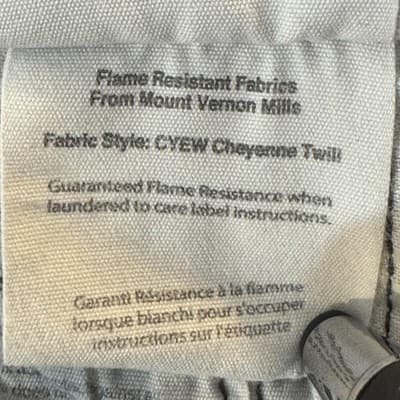 Flame Resistant Fabrics
From Mount Vernon Mills
Fabric Style: CYEW Cheyenne Twill
Guaranteed Flame Resistance when
laundered to care label instructions.
Garanti Résistance à la flamme
lorsque blanchi pour s'occuper
instructions sur l'étiquette